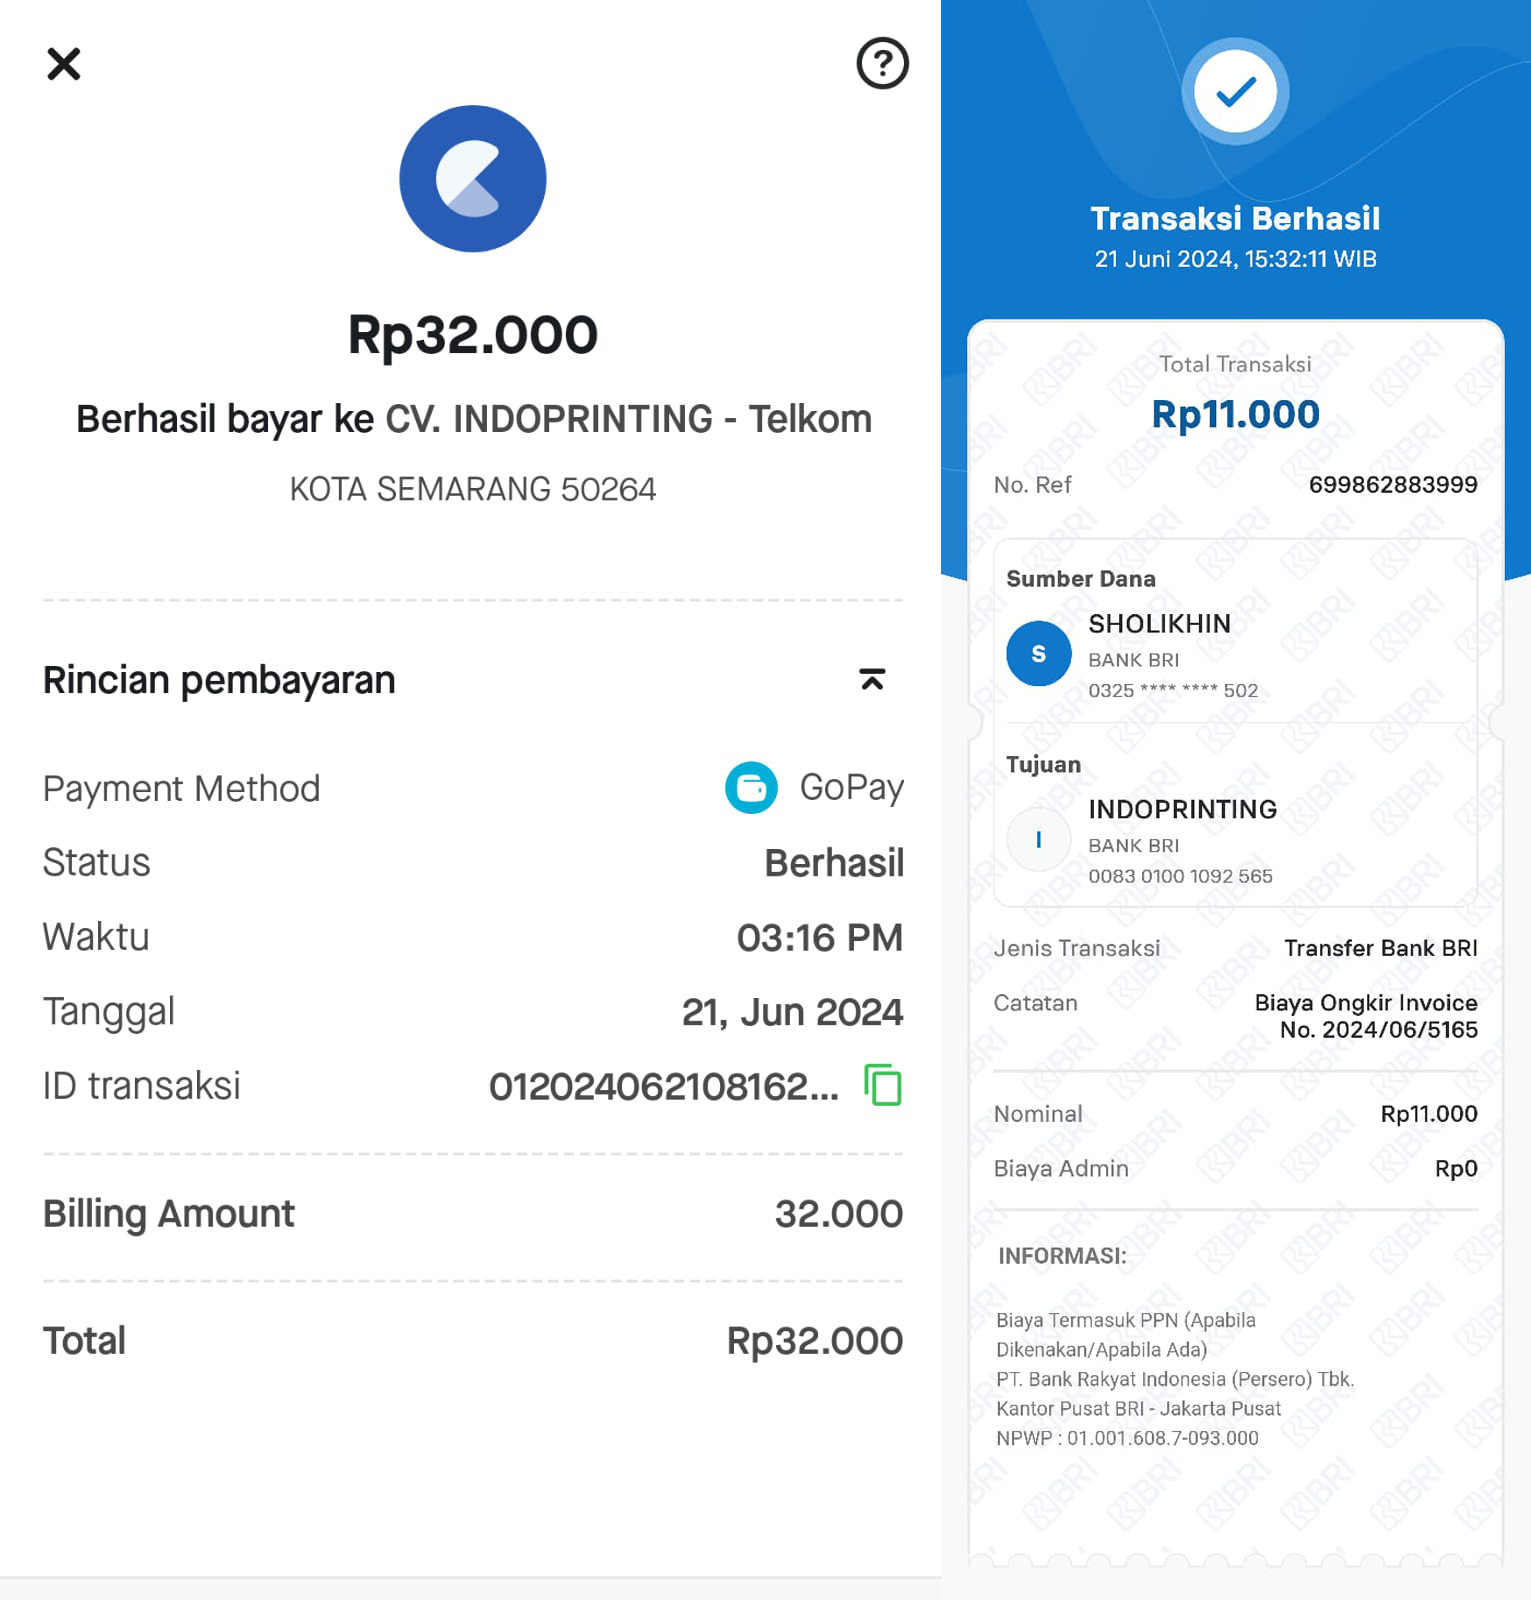 ?
Rp32.000
Berhasil bayar ke CV. INDOPRINTING - Telkom
KOTA SEMARANG 50264
Rincian pembayaran
Payment Method GoPay
Status Berhasil
Waktu 03:16 PM
Tanggal 21, Jun 2024
ID transaksi 012024062108162...
Billing Amount 32.000
Total Rp32.000
Transaksi Berhasil
21 Juni 2024, 15:32:11 WIB
Total Transaksi
Rp11.000
No. Ref 699862883999
Sumber Dana
S
SHOLIKHIN
BANK BRI
0325 **** **** 502
Tujuan
I
INDOPRINTING
BANK BRI
0083 0100 1092 565
Jenis Transaksi Transfer Bank BRI
Catatan Biaya Ongkir Invoice
No. 2024/06/5165
Nominal Rp11.000
Biaya Admin Rp0
INFORMASI:
Biaya Termasuk PPN (Apabila
Dikenakan/Apabila Ada)
PT. Bank Rakyat Indonesia (Persero) Tbk.
Kantor Pusat BRI - Jakarta Pusat
NPWP : 01.001.608.7-093.000